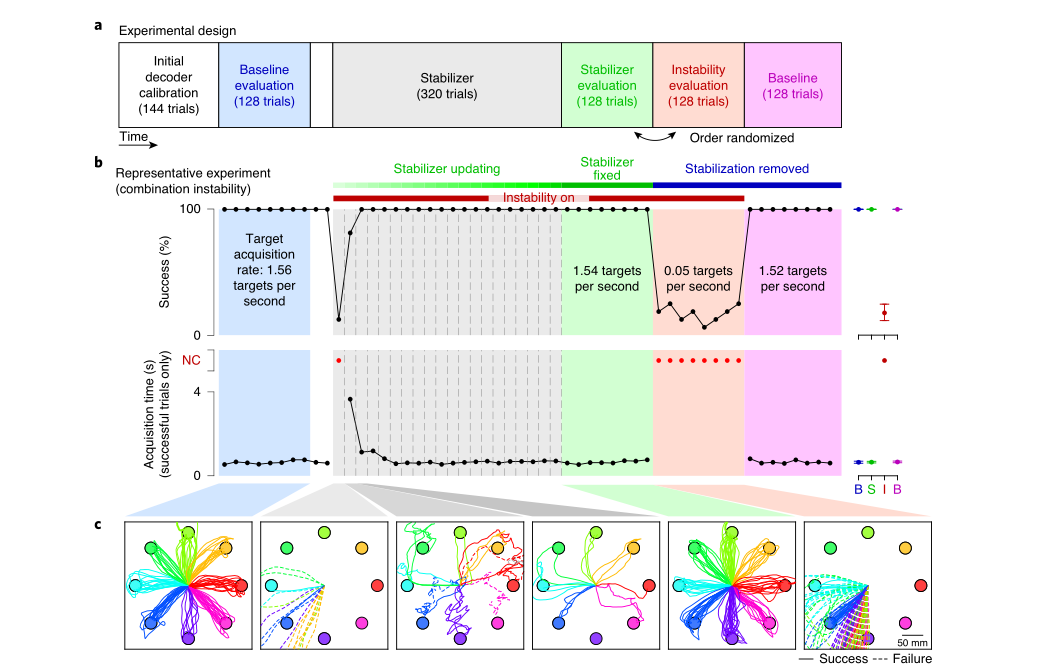 a
Experimental design
Initial
decoder
calibration
(144 trials)
Baseline
evaluation
(128 trials)
Stabilizer
(320 trials)
Stabilizer
evaluation
(128 trials)
Instability
evaluation
(128 trials)
Baseline
(128 trials)
Time
Order randomized
b
Representative experiment
(combination instability)
Stabilizer updating
Stabilizer
fixed
Stabilization removed
Instability on
100
Success (%)
0
Target
acquisition
rate: 1.56
targets per
second
1.54 targets
per second
0.05 targets
per second
1.52 targets
per second
NC
Acquisition time (s)
(successful trials only)
4
0
B S I B
c
50 mm
Success
Failure